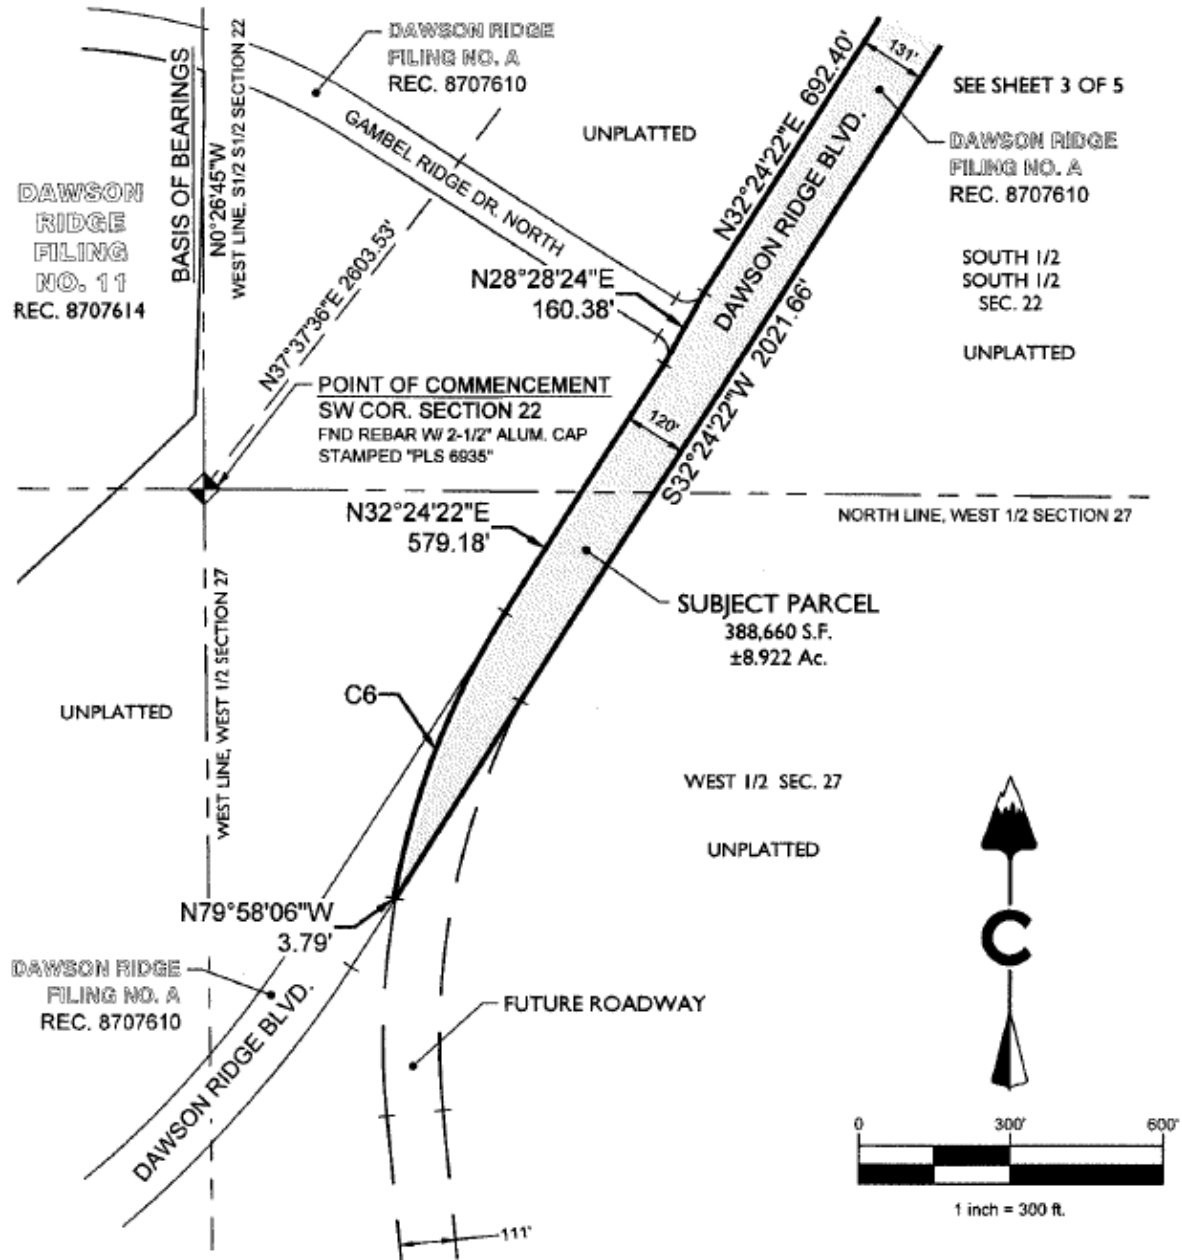 DAWSON RIDGE
FILING NO. A
REC. 8707610
131'
SEE SHEET 3 OF 5
BASIS OF BEARINGS
N0°26'45"W
WEST LINE, S1/2 S1/2 SECTION 22
UNPLATTED
N32°24'22"E 692.40'
DAWSON RIDGE BLVD.
DAWSON RIDGE
FILING NO. A
REC. 8707610
GAMBEL RIDGE DR. NORTH
DAWSON
RIDGE
FILING
NO. 11
REC. 8707614
N37°37'36"E 2603.53'
N28°28'24"E
160.38'
SOUTH 1/2
SOUTH 1/2
SEC. 22
UNPLATTED
S32°24'22"W 2021.66'
POINT OF COMMENCEMENT
SW COR. SECTION 22
FND REBAR W/ 2-1/2" ALUM. CAP
STAMPED "PLS 6935"
120'
N32°24'22"E
579.18'
NORTH LINE, WEST 1/2 SECTION 27
WEST LINE, WEST 1/2 SECTION 27
SUBJECT PARCEL
388,660 S.F.
±8.922 Ac.
C6
UNPLATTED
WEST 1/2 SEC. 27
UNPLATTED
N79°58'06"W
3.79'
DAWSON RIDGE
FILING NO. A
REC. 8707610
DAWSON RIDGE BLVD.
FUTURE ROADWAY
C
0 300' 600'
1 inch = 300 ft.
111'